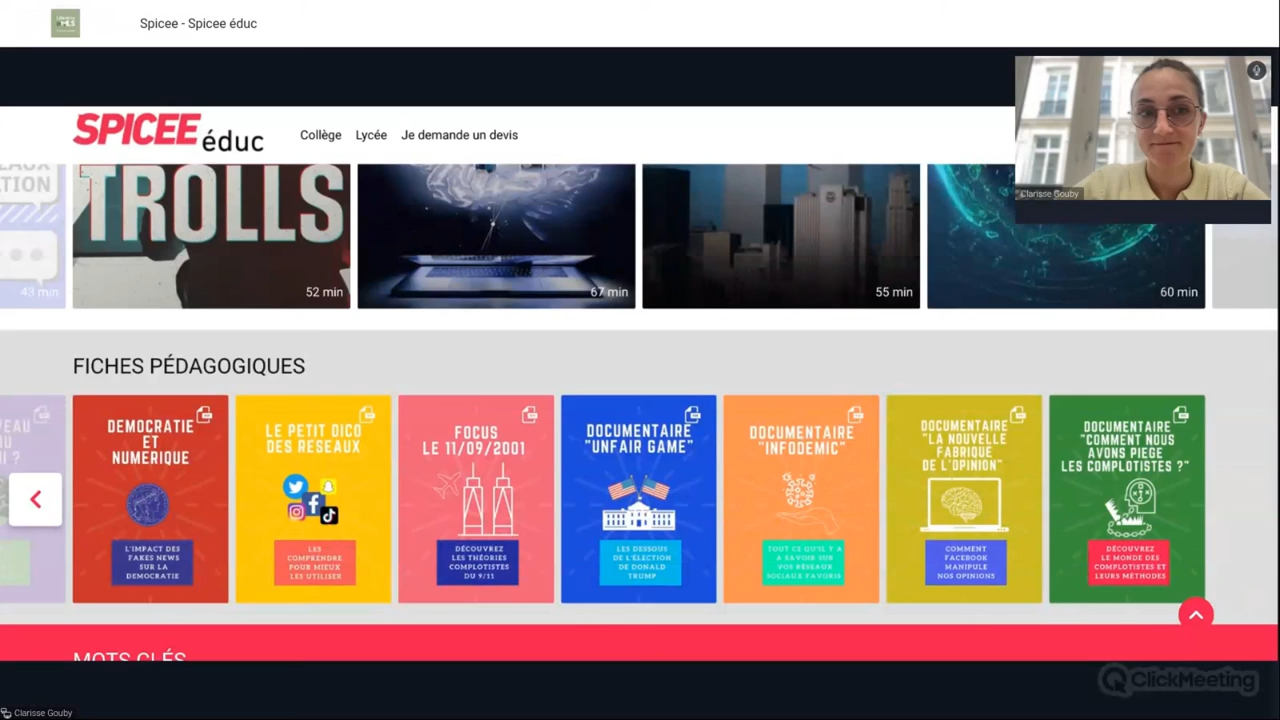 Spicee - Spicee éduc
SPICEE éduc
Collège Lycée Je demande un devis
Clarisse Gouby
ATION
TROLLS
43 min
52 min
67 min
55 min
60 min
FICHES PÉDAGOGIQUES
DEMOCRATIE
ET
NUMERIQUE
L'IMPACT DES
FAKES NEWS
SUR LA
DEMOCRATIE
LE PETIT DICO
DES RESEAUX
LES
COMPRENDRE
POUR MIEUX
LES UTILISER
FOCUS
LE 11/09/2001
DÉCOUVREZ
LES THÉORIES
COMPLOTISTES
DU 9/11
DOCUMENTAIRE
"UNFAIR GAME"
LES DESSOUS
DE L'ÉLECTION
DE DONALD
TRUMP
DOCUMENTAIRE
"INFODEMIC"
TOUT CE QU'IL Y A
A SAVOIR SUR
VOS RÉSEAUX
SOCIAUX FAVORIS
DOCUMENTAIRE
"LA NOUVELLE
FABRIQUE
DE L'OPINION"
COMMENT
FACEBOOK
MANIPULE
NOS OPINIONS
DOCUMENTAIRE
"COMMENT NOUS
AVONS PIEGE
LES COMPLOTISTES ?"
DÉCOUVREZ
LE MONDE DES
COMPLOTISTES ET
LEURS MÉTHODES
MOTS CLÉS
ClickMeeting
Clarisse Gouby